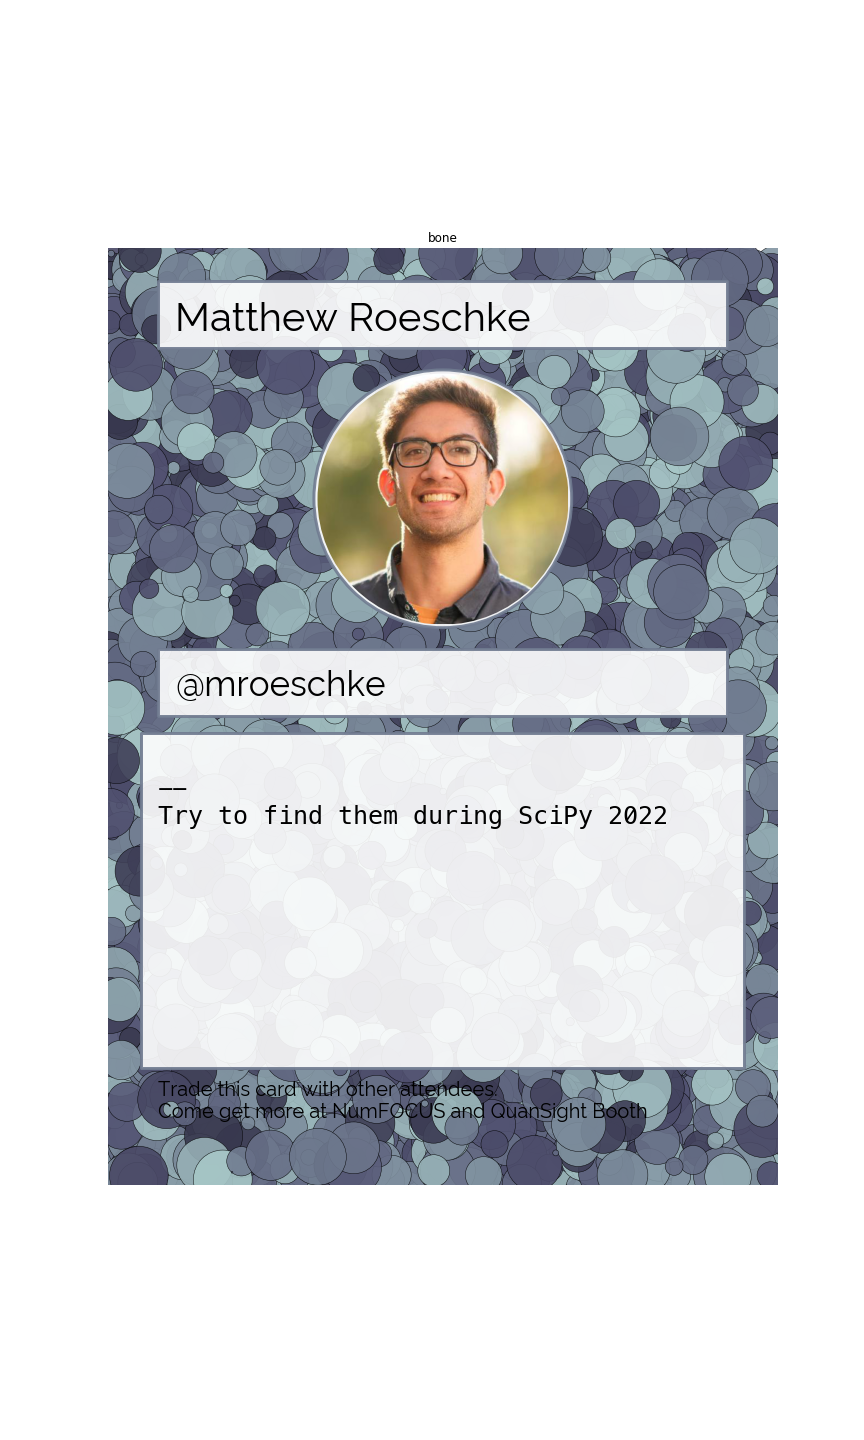 bone
Matthew Roeschke
@mroeschke
——
Try to find them during SciPy 2022
Trade this card with other attendees.
Come get more at NumFOCUS and QuanSight Booth